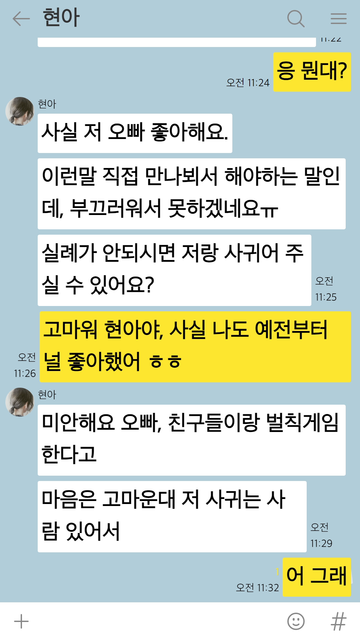 현아
11:22
응 뭔대?
오전 11:24
현아
사실 저 오빠 좋아해요.
이런말 직접 만나뵈서 해야하는 말인
데, 부끄러워서 못하겠네요ㅠ
실례가 안되시면 저랑 사귀어 주
실 수 있어요?
오전
11:25
고마워 현아야, 사실 나도 예전부터
널 좋아했어 ㅎㅎ
오전
11:26
현아
미안해요 오빠, 친구들이랑 벌칙게임
한다고
마음은 고마운대 저 사귀는 사
람 있어서
오전
11:29
어 그래
오전 11:32